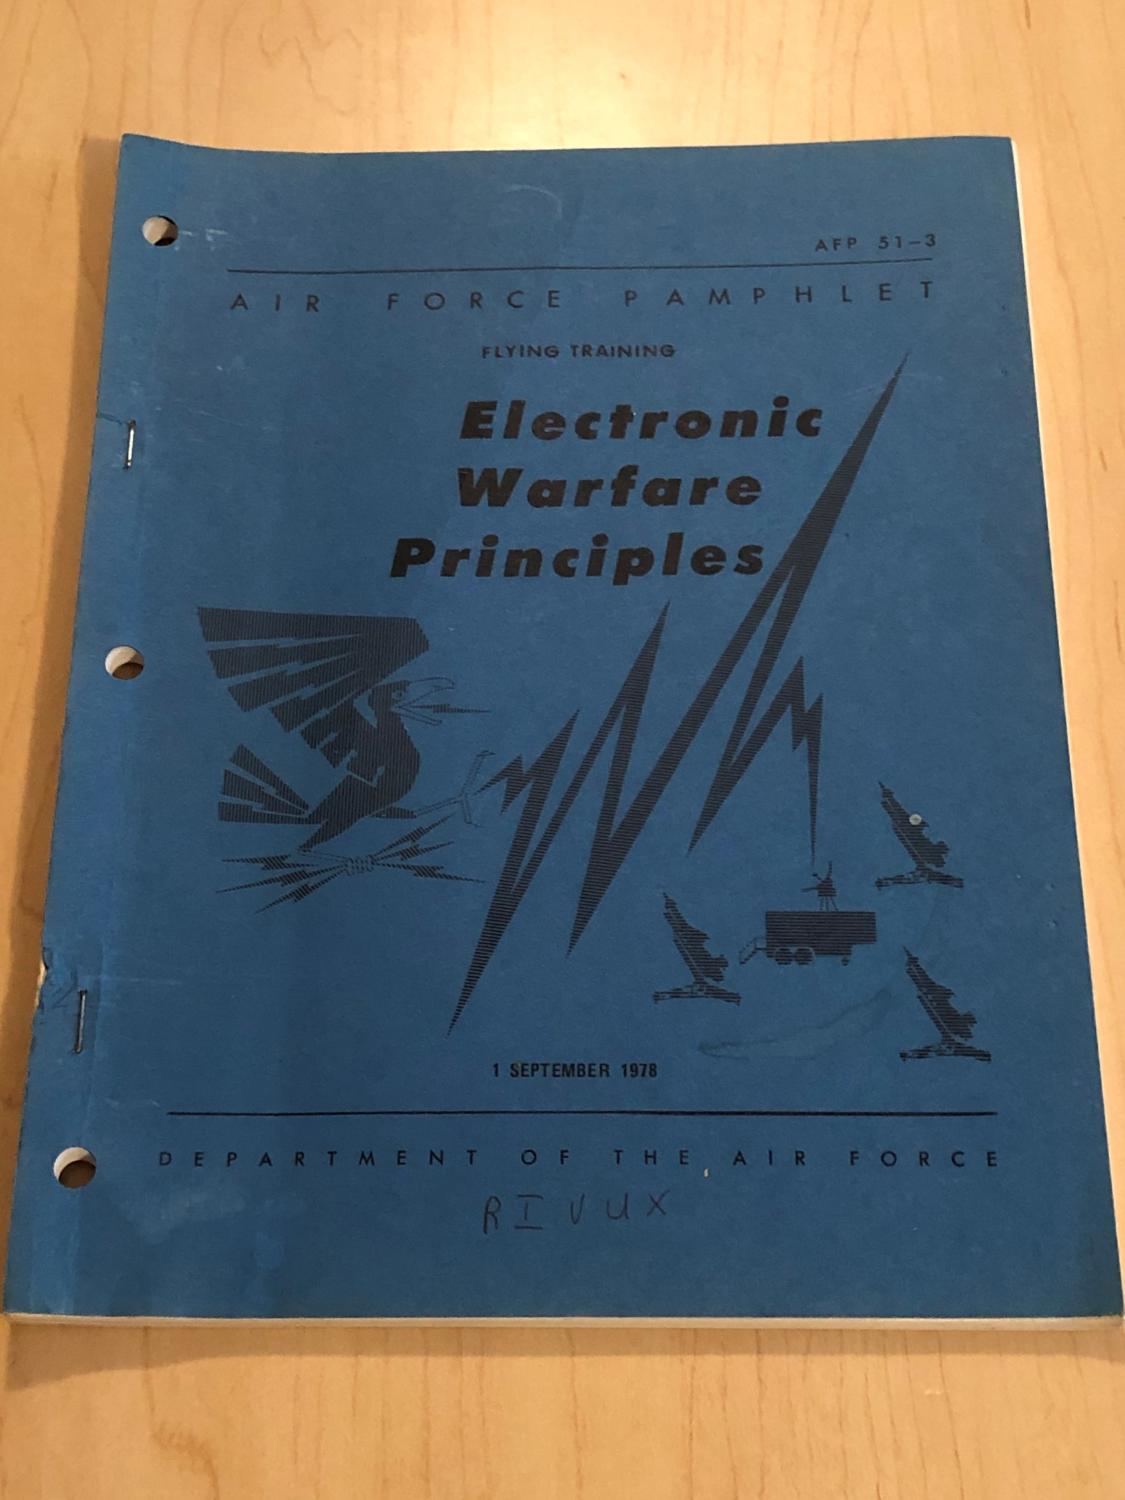 AFP 51-3
AIR FORCE PAMPHLET
FLYING TRAINING
Electronic
Warfare
Principles
1 SEPTEMBER 1978
DEPARTMENT OF THE AIR FORCE
RIVUX